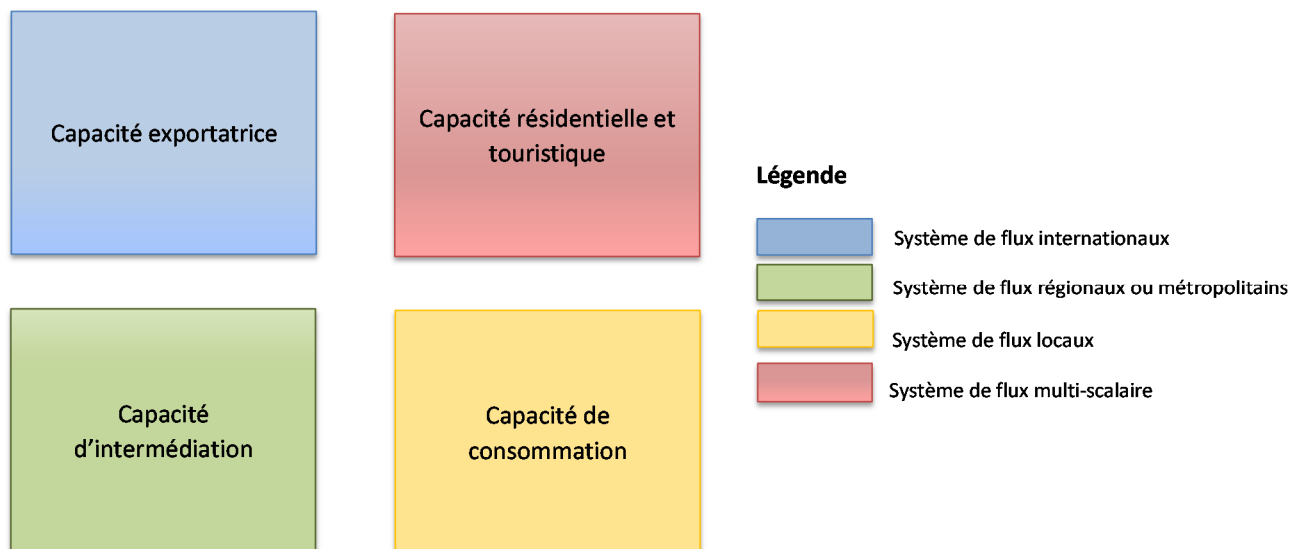 Capacité exportatrice
Capacité résidentielle et
touristique
Capacité
d’intermédiation
Capacité de
consommation
Légende
Système de flux internationaux
Système de flux régionaux ou métropolitains
Système de flux locaux
Système de flux multi-scalaire